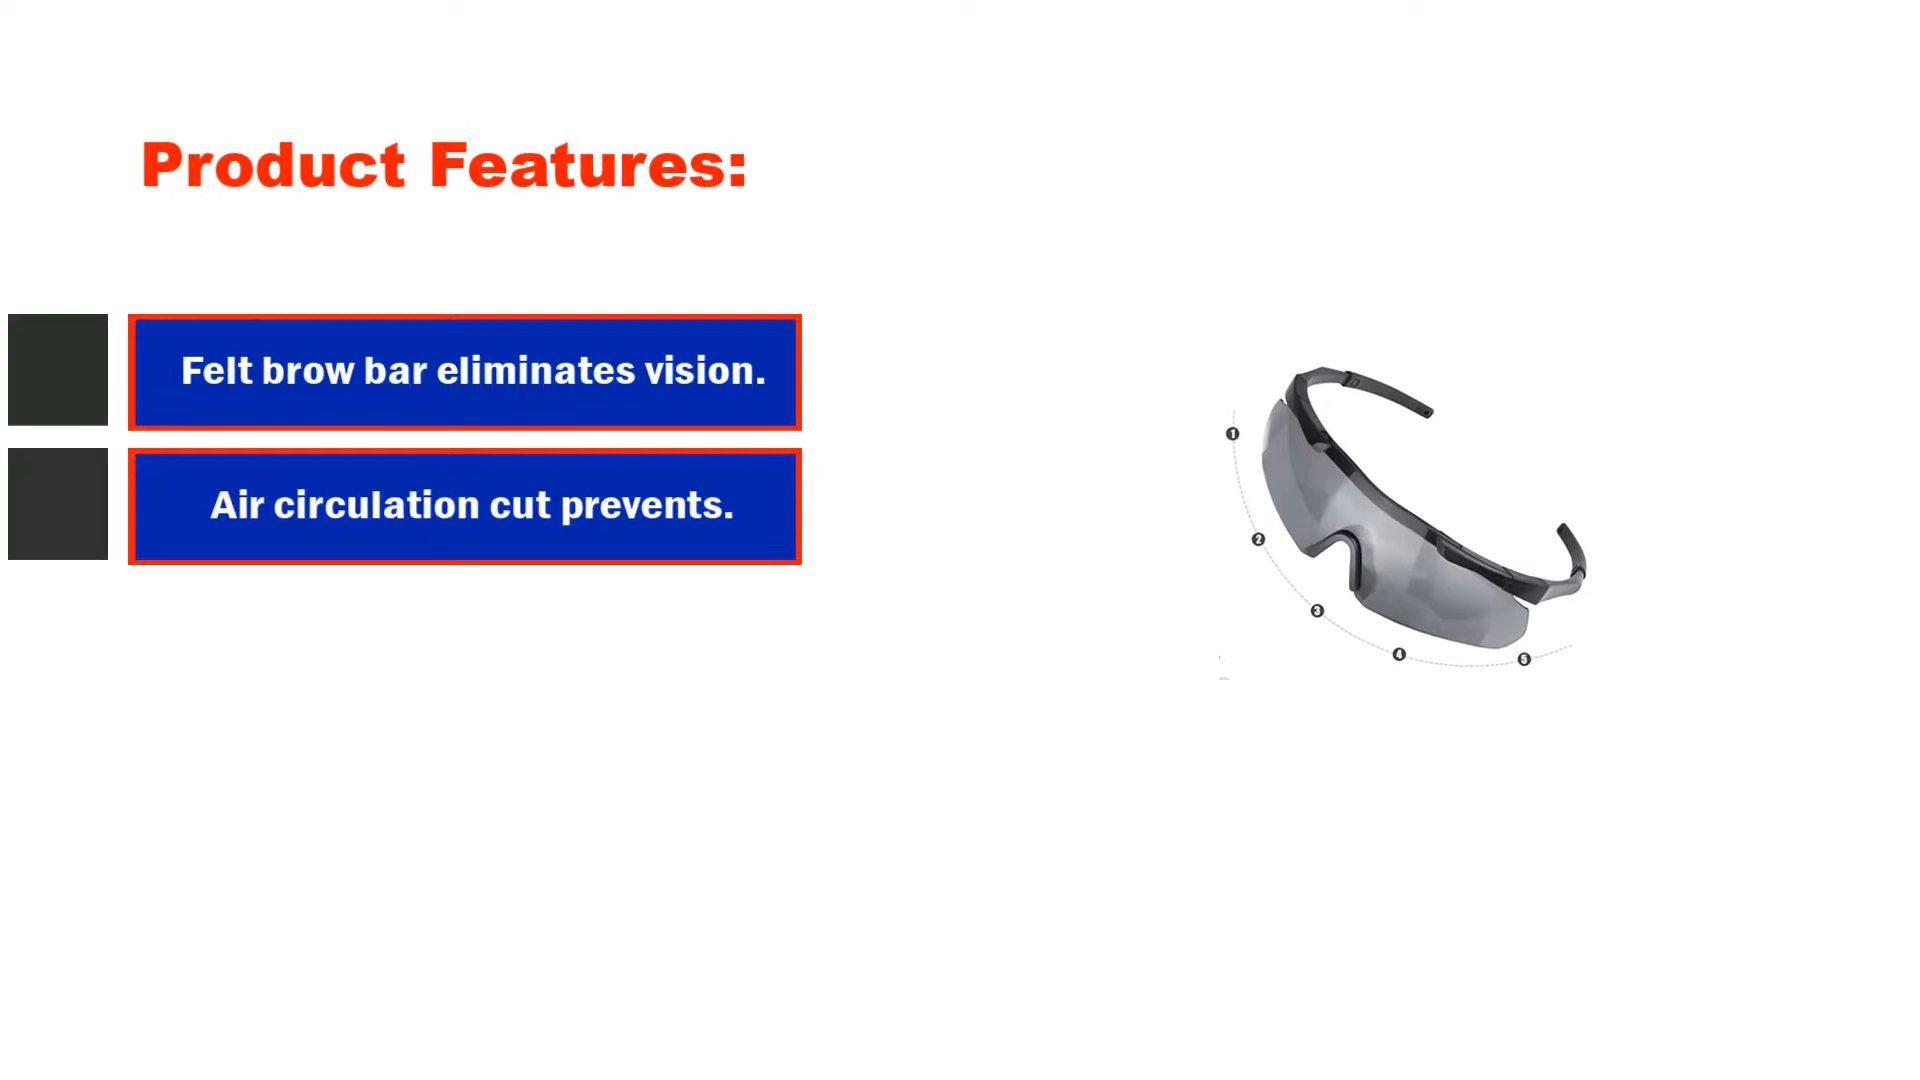 Product Features:
Felt brow bar eliminates vision.
Air circulation cut prevents.
1
2
3
4
5